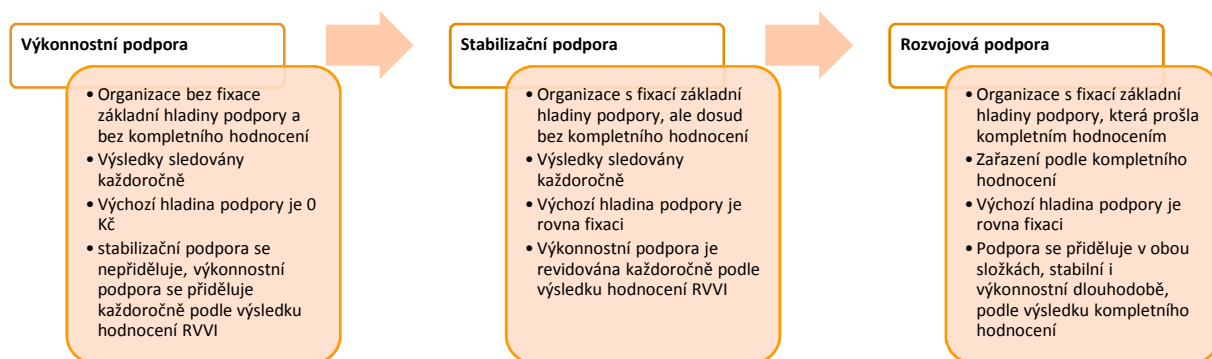 Výkonnostní podpora
• Organizace bez fixace
základní hladiny podpory a
bez kompletního hodnocení
• Výsledky sledovány
každoročně
• Výchozí hladina podpory je 0
Kč
• stabilizační podpora se
nepřiděluje, výkonnostní
podpora se přiděluje
každoročně podle výsledku
hodnocení RVVI
Stabilizační podpora
• Organizace s fixací základní
hladiny podpory, ale dosud
bez kompletního hodnocení
• Výsledky sledovány
každoročně
• Výchozí hladina podpory je
rovna fixaci
• Výkonnostní podpora je
revidována každoročně podle
výsledku hodnocení RVVI
Rozvojová podpora
• Organizace s fixací základní
hladiny podpory, která prošla
kompletním hodnocením
• Zařazení podle kompletního
hodnocení
• Výchozí hladina podpory je
rovna fixaci
• Podpora se přiděluje v obou
složkách, stabilní i
výkonnostní dlouhodobě,
podle výsledku kompletního
hodnocení